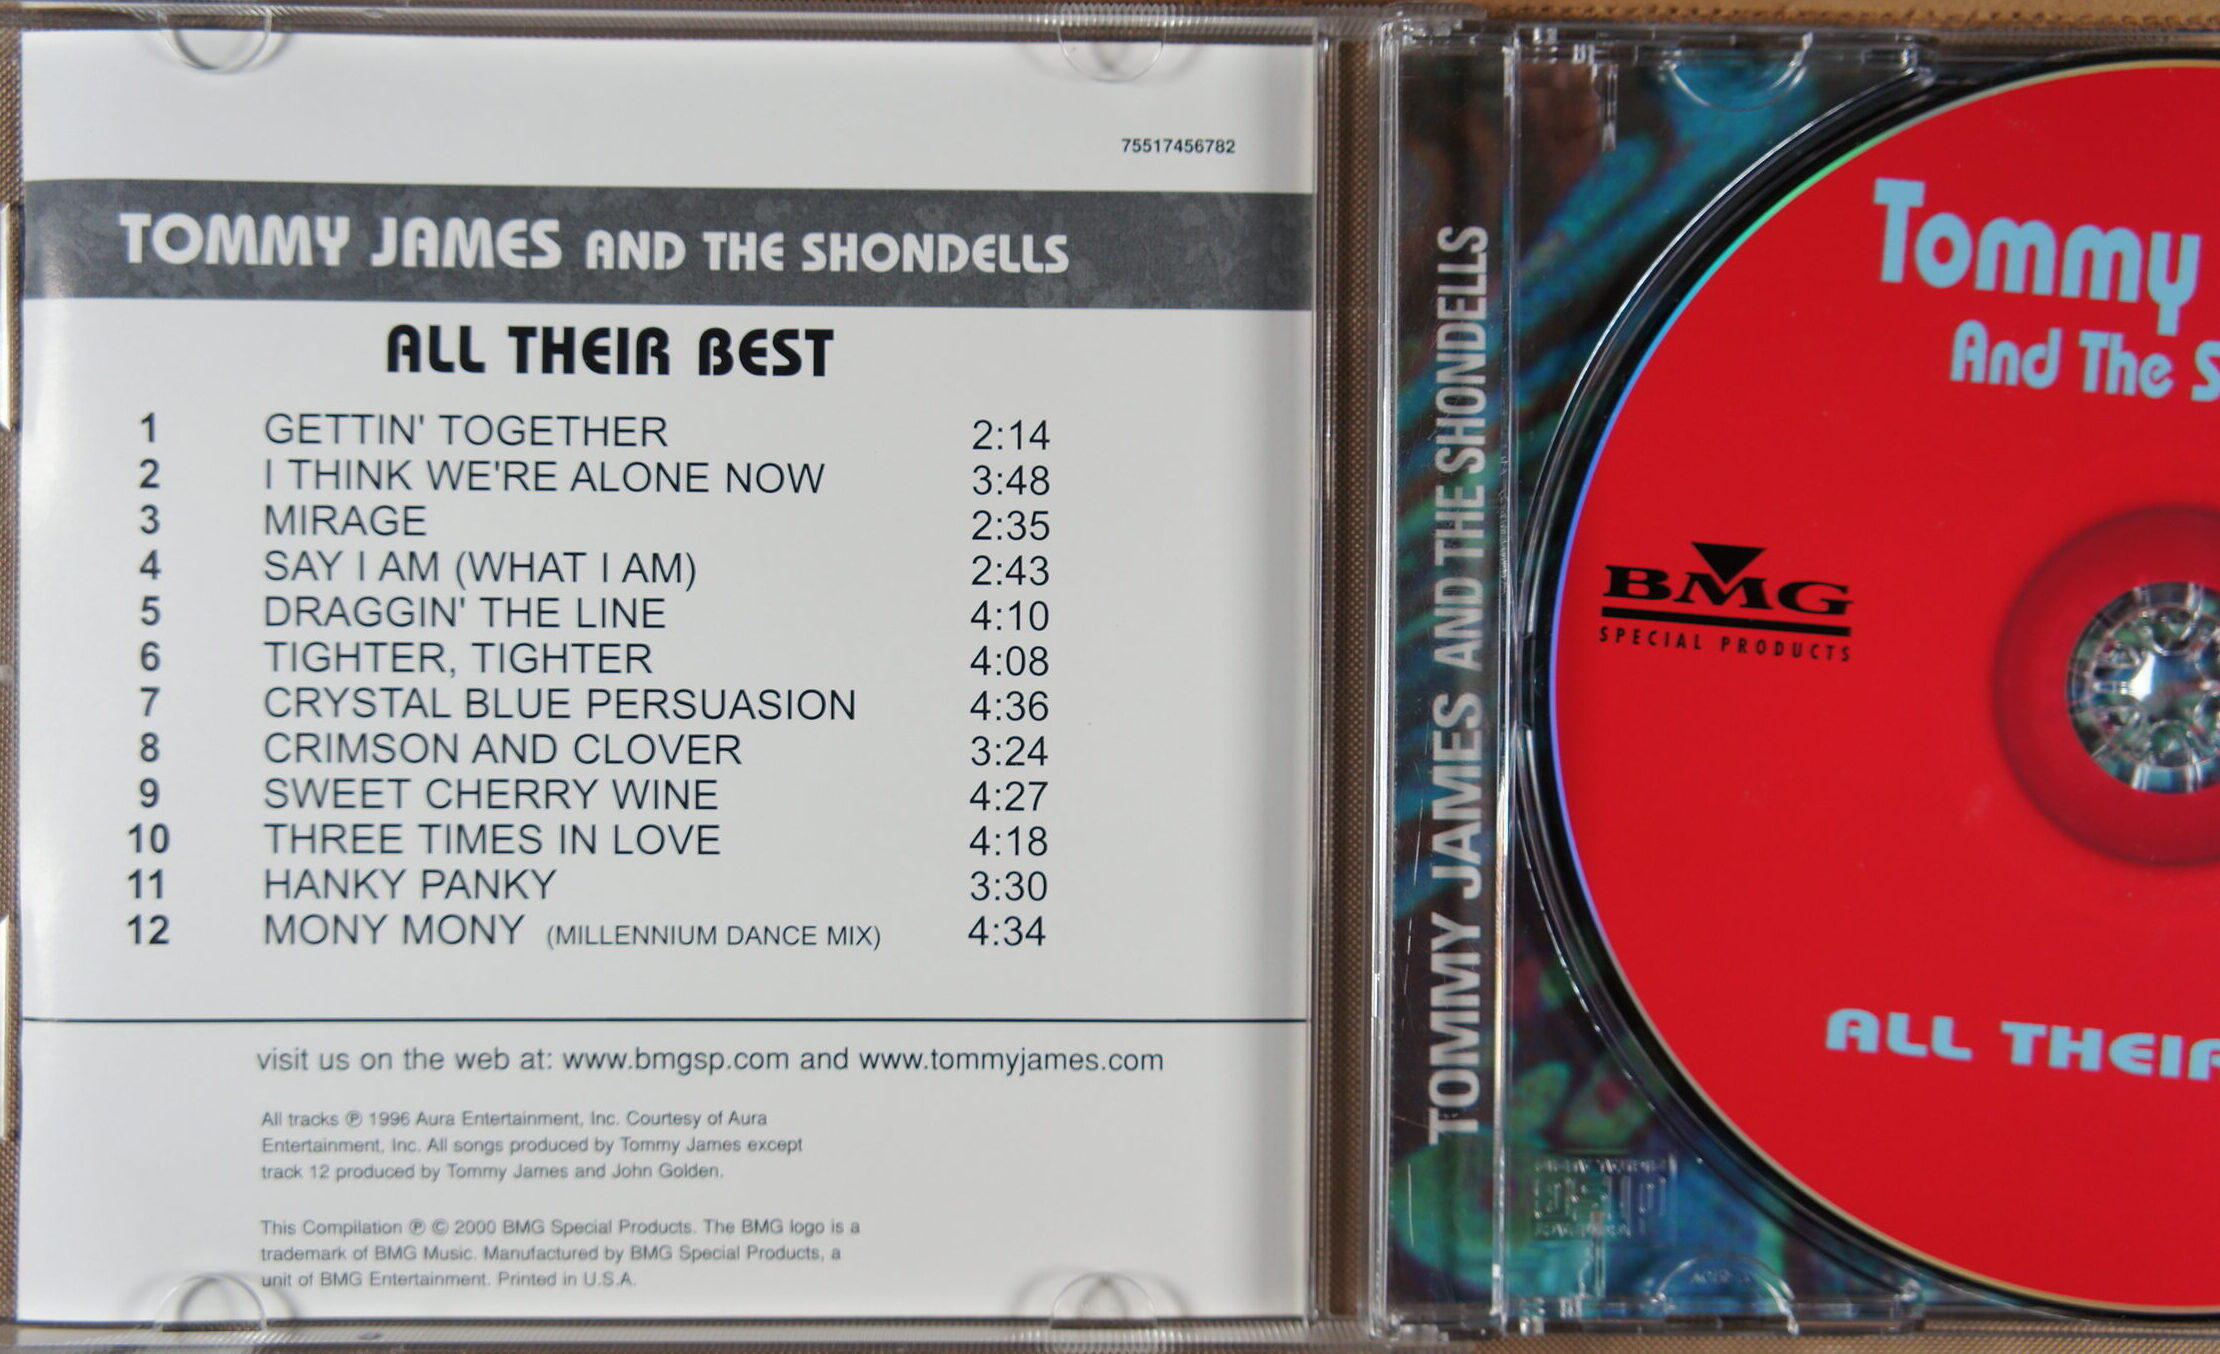 75517456782
TOMMY JAMES AND THE SHONDELLS
ALL THEIR BEST
1 GETTIN' TOGETHER 2:14
2 I THINK WE'RE ALONE NOW 3:48
3 MIRAGE 2:35
4 SAY I AM (WHAT I AM) 2:43
5 DRAGGIN' THE LINE 4:10
6 TIGHTER, TIGHTER 4:08
7 CRYSTAL BLUE PERSUASION 4:36
8 CRIMSON AND CLOVER 3:24
9 SWEET CHERRY WINE 4:27
10 THREE TIMES IN LOVE 4:18
11 HANKY PANKY 3:30
12 MONY MONY (MILLENNIUM DANCE MIX) 4:34
visit us on the web at: www.bmgsp.com and www.tommyjames.com
All tracks ℗ 1996 Aura Entertainment, Inc. Courtesy of Aura
Entertainment, Inc. All songs produced by Tommy James except
track 12 produced by Tommy James and John Golden.
This Compilation ℗ © 2000 BMG Special Products. The BMG logo is a
trademark of BMG Music. Manufactured by BMG Special Products, a
unit of BMG Entertainment. Printed in U.S.A.
TOMMY JAMES AND THE SHONDELLS
Tommy
And The S
BMG
SPECIAL PRODUCTS
ALL THEIR